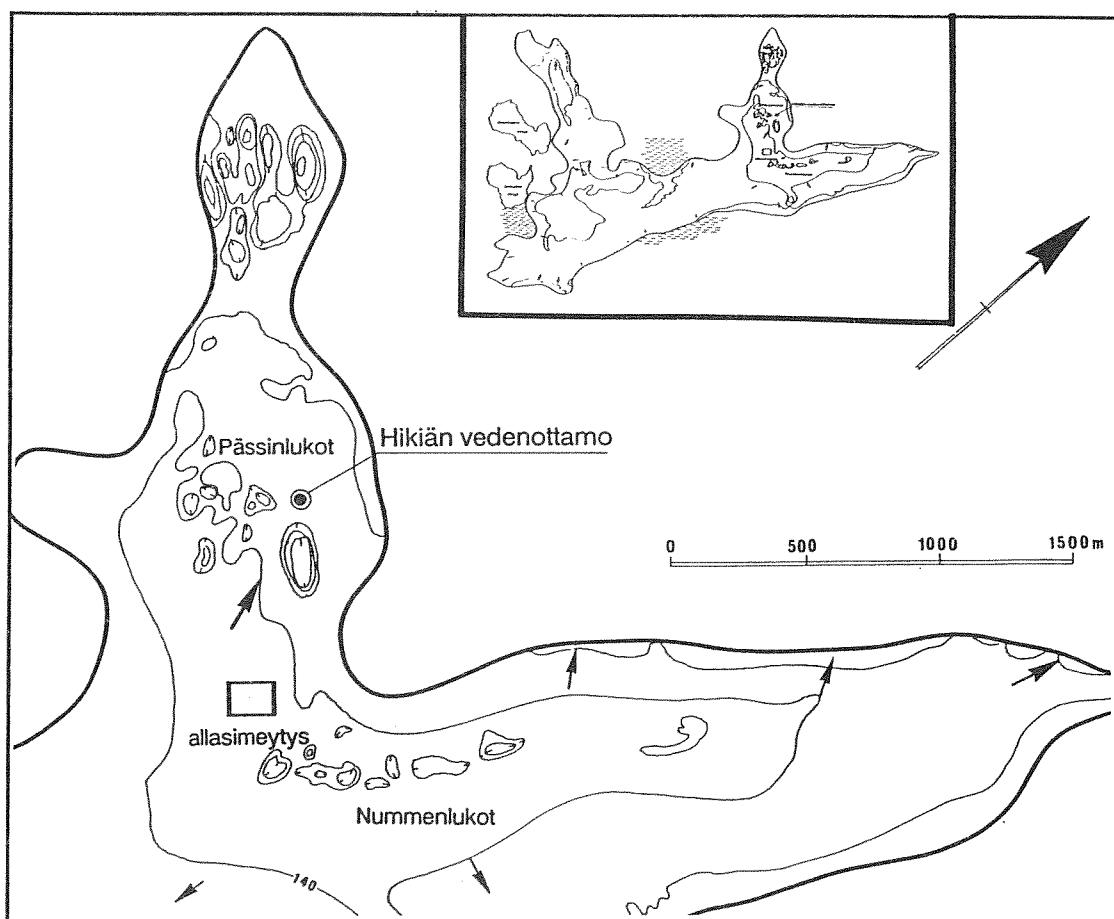 Pässinlukot
Hikiän vedenottamo
0 500 1000 1500 m
allasimeytys
Nummenlukot
140